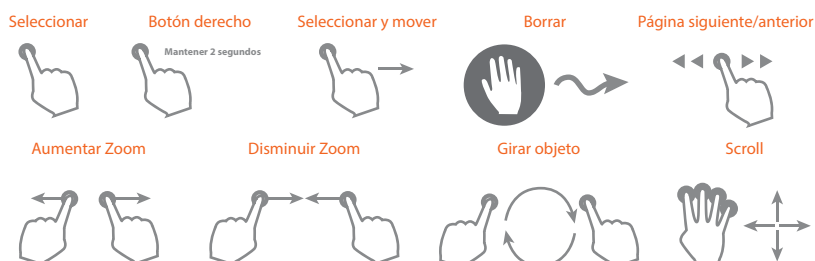 Seleccionar
Botón derecho
Seleccionar y mover
Borrar
Página siguiente/anterior
Mantener 2 segundos
Aumentar Zoom
Disminuir Zoom
Girar objeto
Scroll